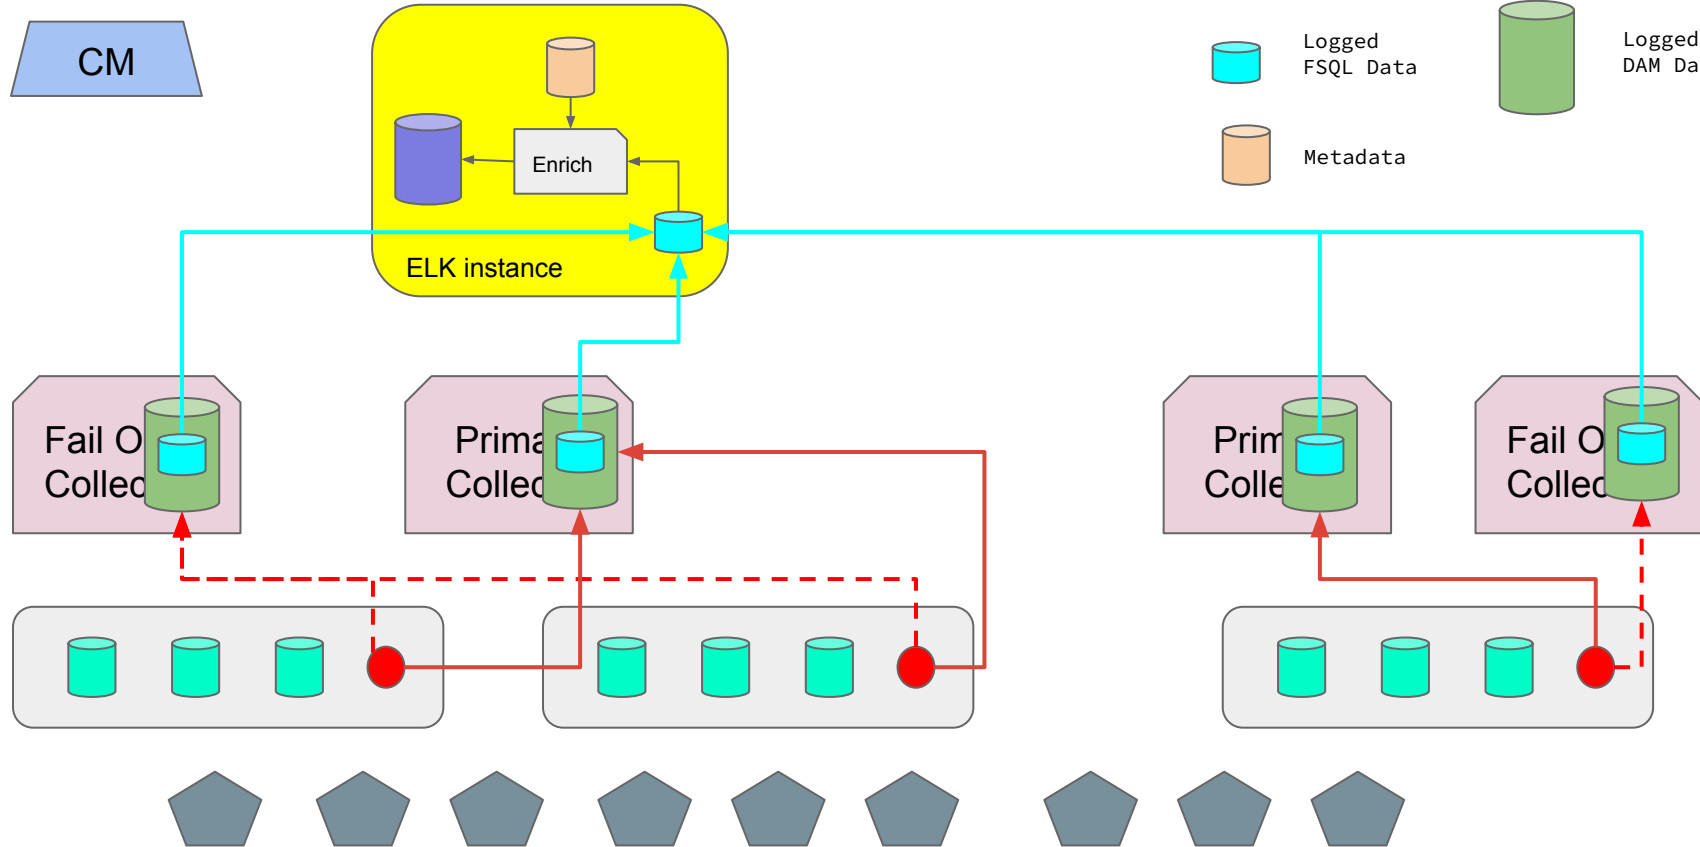 CM
Logged
FSQL Data
Logged
DAM Da
Metadata
Enrich
ELK instance
Fail O
Collec
Prima
Collec
Prim
Colle
Fail O
Collec